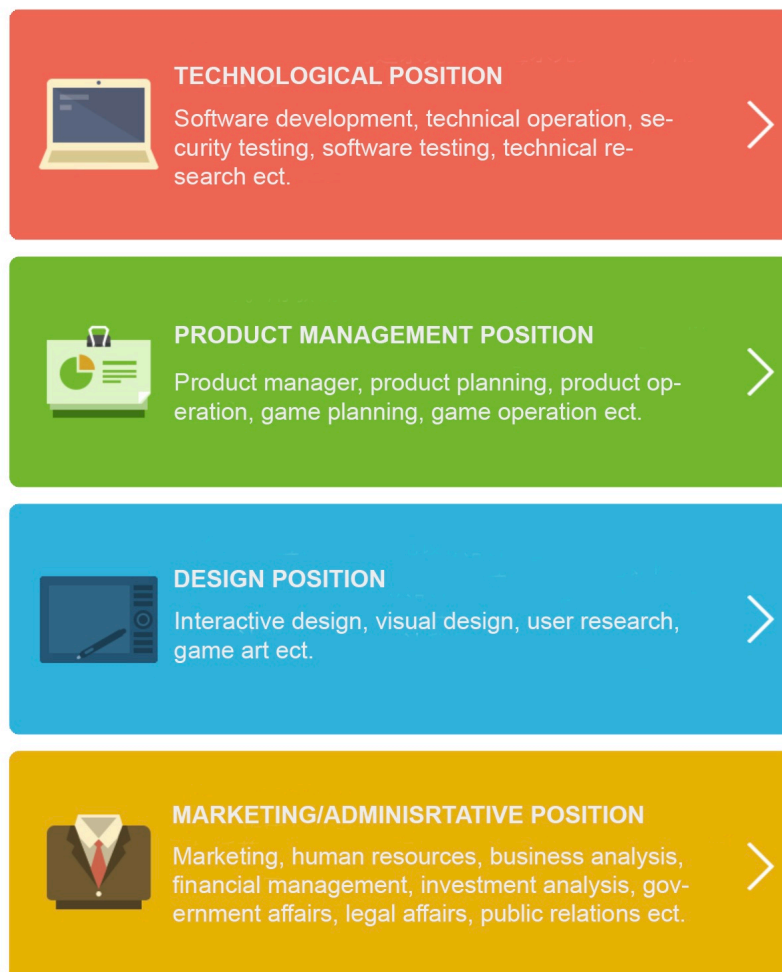 TECHNOLOGICAL POSITION
Software development, technical operation, se-
curity testing, software testing, technical re-
search ect.
PRODUCT MANAGEMENT POSITION
Product manager, product planning, product op-
eration, game planning, game operation ect.
DESIGN POSITION
Interactive design, visual design, user research,
game art ect.
MARKETING/ADMINISRTATIVE POSITION
Marketing, human resources, business analysis,
financial management, investment analysis, gov-
ernment affairs, legal affairs, public relations ect.